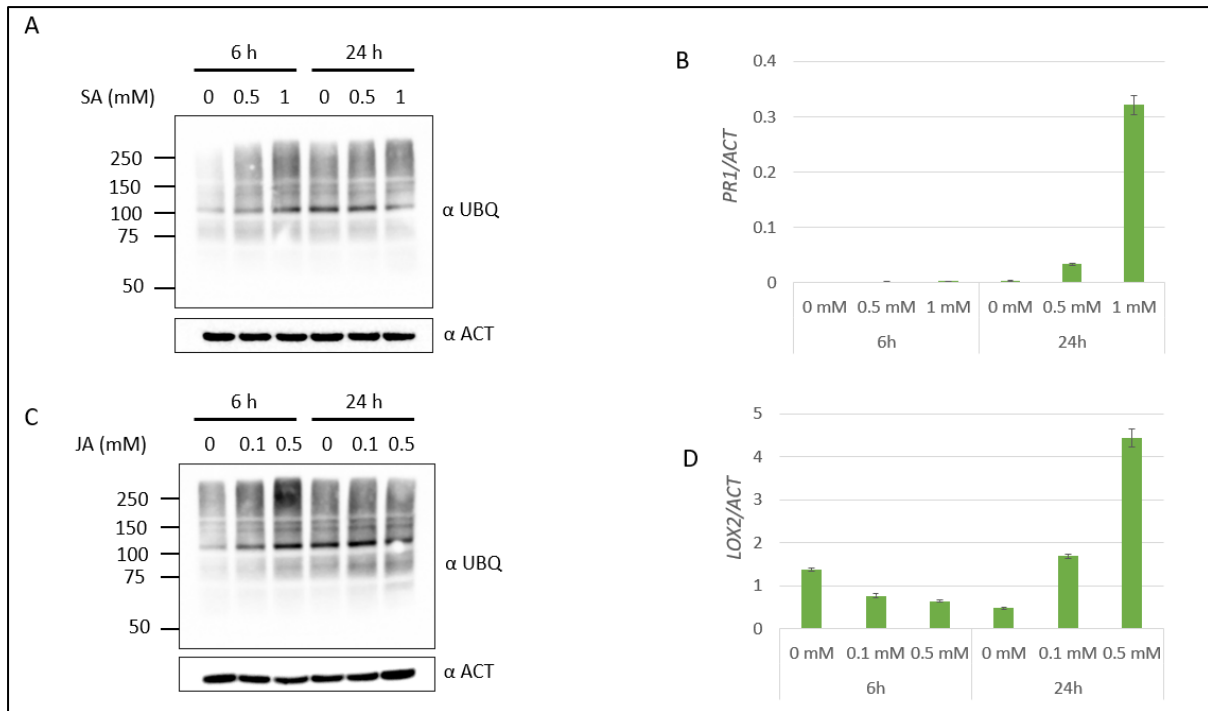 A
6 h 24 h
SA (mM) 0 0.5 1 0 0.5 1
250
150
100
75
50
α UBQ
α ACT
B
PR1/ACT
0.4
0.3
0.2
0.1
0
0 mM 0.5 mM 1 mM 0 mM 0.5 mM 1 mM
6h 24h
C
6 h 24 h
JA (mM) 0 0.1 0.5 0 0.1 0.5
250
150
100
75
50
α UBQ
α ACT
D
LOX2/ACT
5
4
3
2
1
0
0 mM 0.1 mM 0.5 mM 0 mM 0.1 mM 0.5 mM
6h 24h